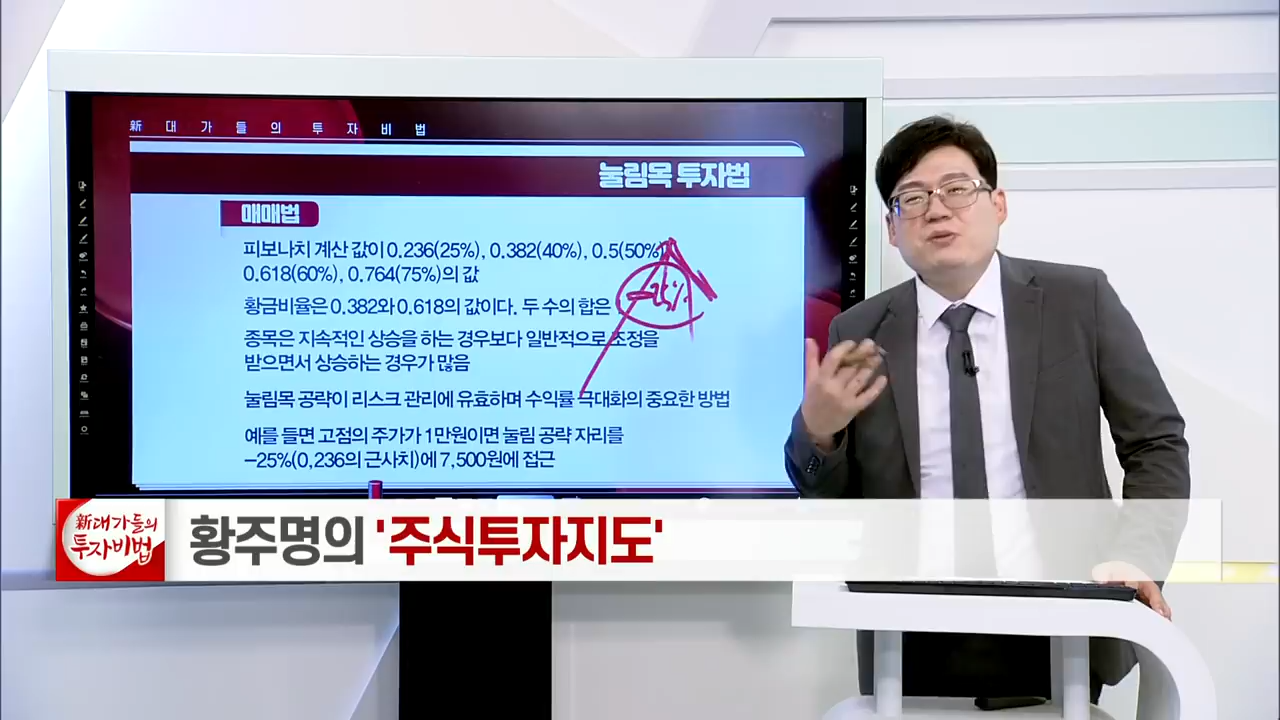 新 대 가 들 의 투 자 비 법
눌림목 투자법
매매법
피보나치 계산 값이 0.236(25%), 0.382(40%), 0.5(50%)
0.618(60%), 0.764(75%)의 값
황금비율은 0.382와 0.618의 값이다. 두 수의 합은
-25%
종목은 지속적인 상승을 하는 경우보다 일반적으로 조정을
받으면서 상승하는 경우가 많음
눌림목 공략이 리스크 관리에 유효하며 수익률 극대화의 중요한 방법
예를 들면 고점의 주가가 1만원이면 눌림 공략 자리를
-25%(0,236의 근사치)에 7,500원에 접근
新대가들의
투자비법
황주명의 '주식투자지도'